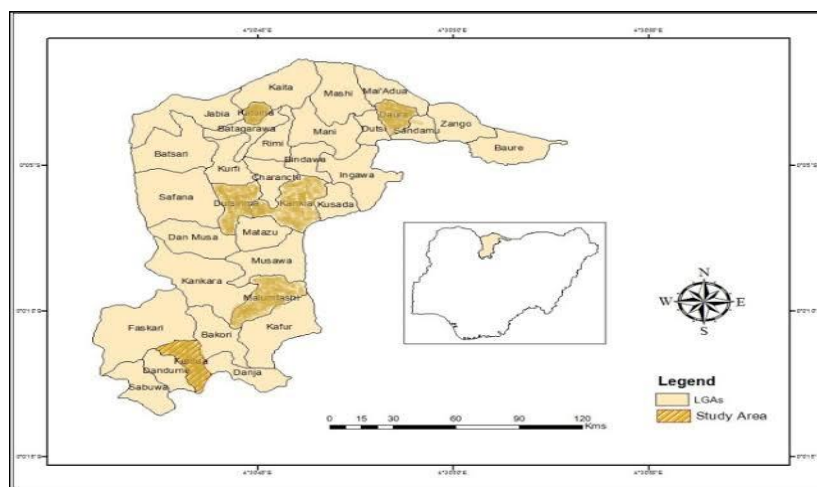 Kaita
Mashi
Mai'Adua
Jabia
Katsina
Daura
Batagarawa
Rimi
Mani
Dutsi
Sandamu
Zango
Baure
Batsari
Kurfi
Bindawa
Charanchi
Ingawa
Safana
Dutsinma
Kankia
Kusada
Dan Musa
Matazu
Musawa
Kankara
Malumfashi
Faskari
Bakori
Kafur
Funtua
Dandume
Danja
Sabuwa
N
W
E
S
Legend
LGAs
Study Area
0 15 30 60 90 120
Kms